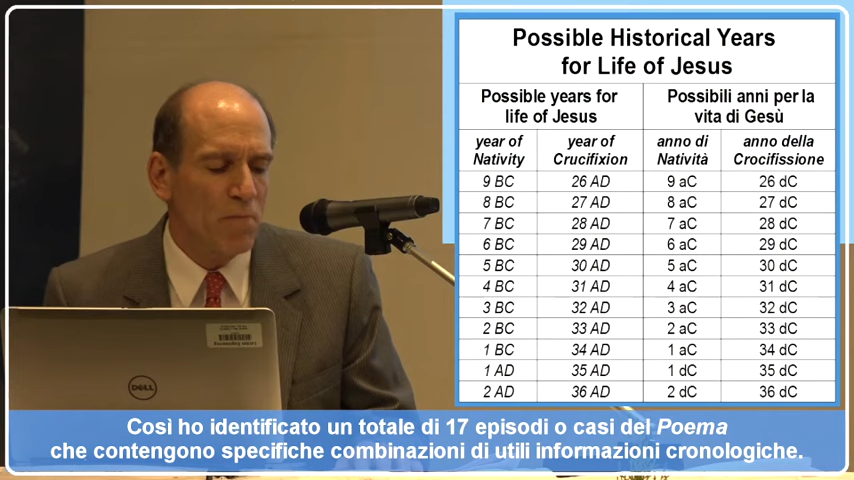 Possible Historical Years
for Life of Jesus
Possible years for
life of Jesus
Possibili anni per la
vita di Gesù
year of
Nativity
year of
Crucifixion
anno di
Natività
anno della
Crocifissione
9 BC 26 AD 9 aC 26 dC
8 BC 27 AD 8 aC 27 dC
7 BC 28 AD 7 aC 28 dC
6 BC 29 AD 6 aC 29 dC
5 BC 30 AD 5 aC 30 dC
4 BC 31 AD 4 aC 31 dC
3 BC 32 AD 3 aC 32 dC
2 BC 33 AD 2 aC 33 dC
1 BC 34 AD 1 aC 34 dC
1 AD 35 AD 1 dC 35 dC
2 AD 36 AD 2 dC 36 dC
DELL
Così ho identificato un totale di 17 episodi o casi del Poema
che contengono specifiche combinazioni di utili informazioni cronologiche.